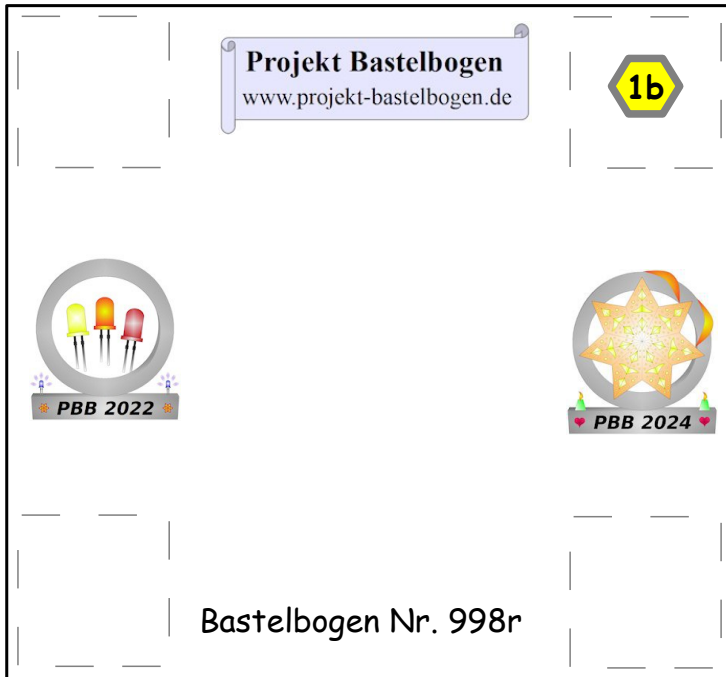 Projekt Bastelbogen
www.projekt-bastelbogen.de
1b
PBB 2022
PBB 2024
Bastelbogen Nr. 998r